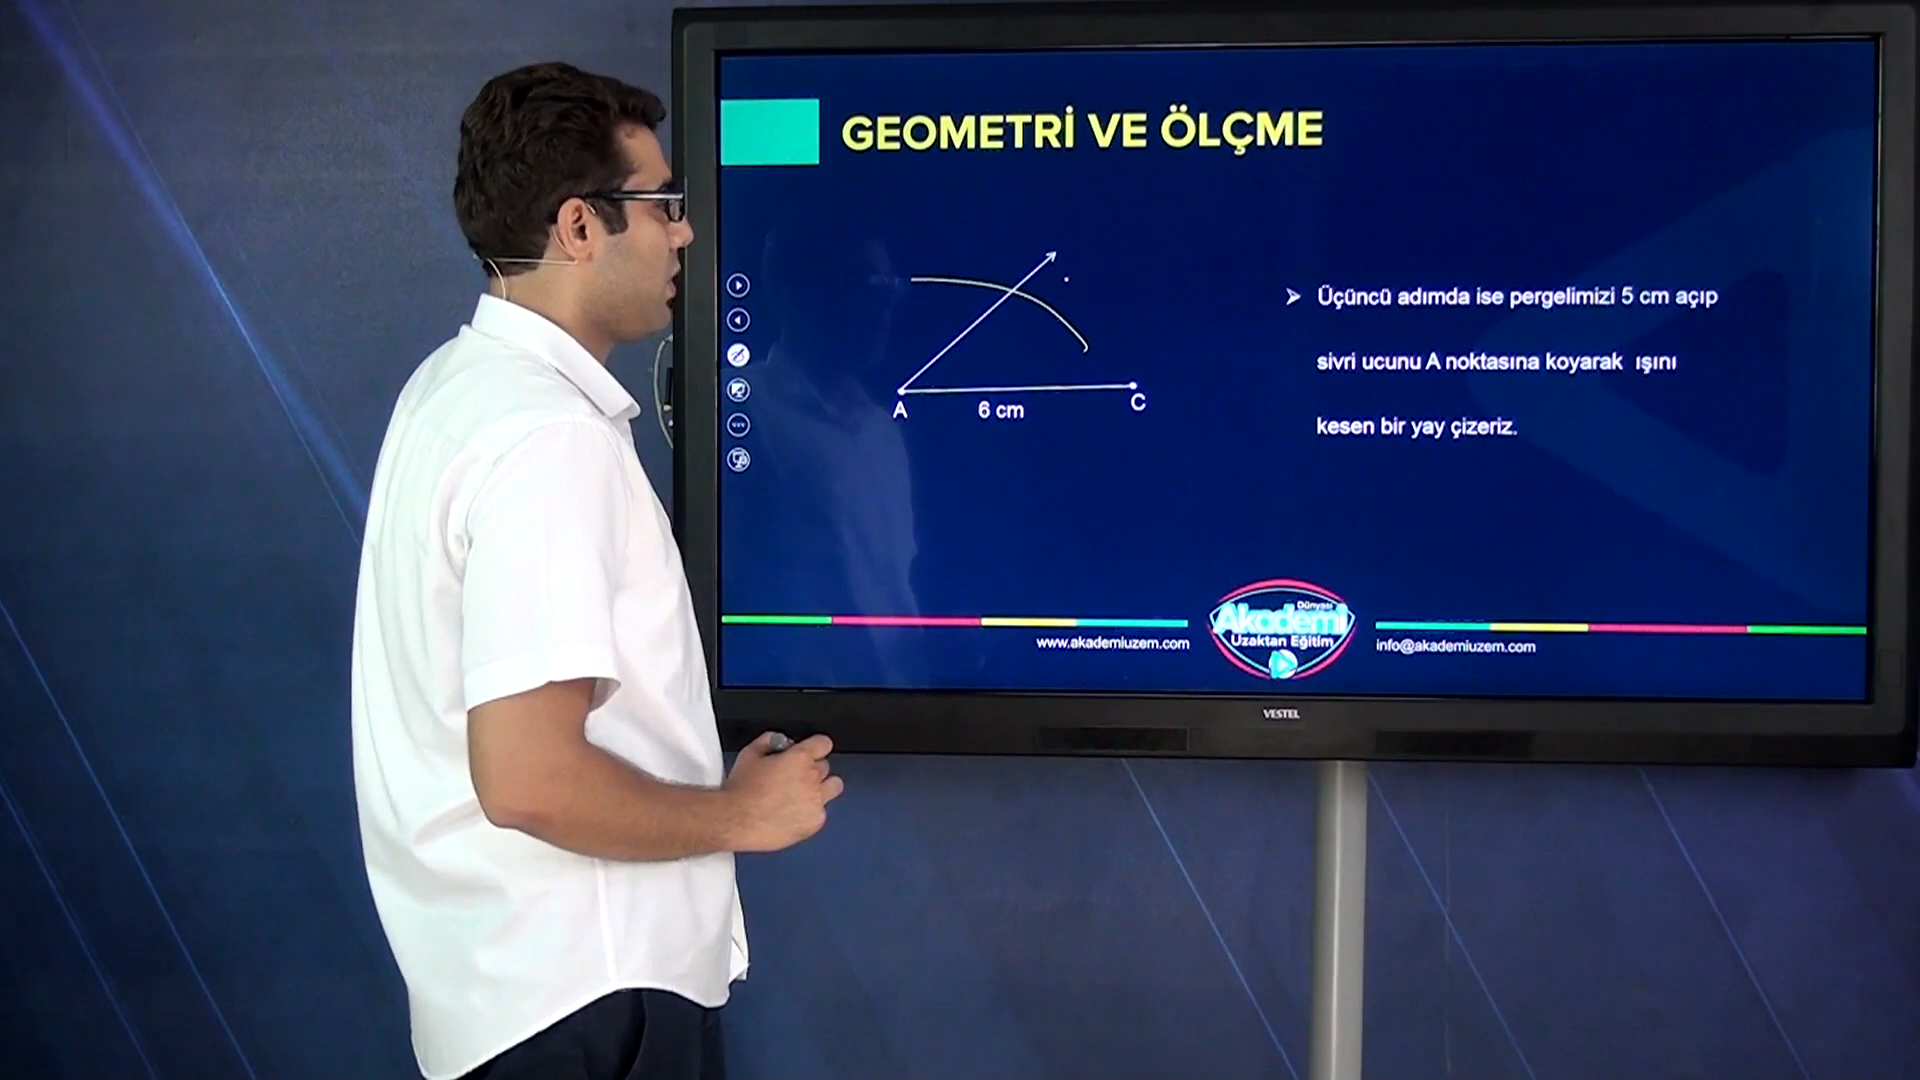 GEOMETRİ VE ÖLÇME
A
6 cm
C
Üçüncü adımda ise pergelimizi 5 cm açıp
sivri ucunu A noktasına koyarak ışını
kesen bir yay çizeriz.
www.akademiuzem.com
Dünyası
Akademi
Uzaktan Eğitim
info@akademiuzem.com
VESTEL